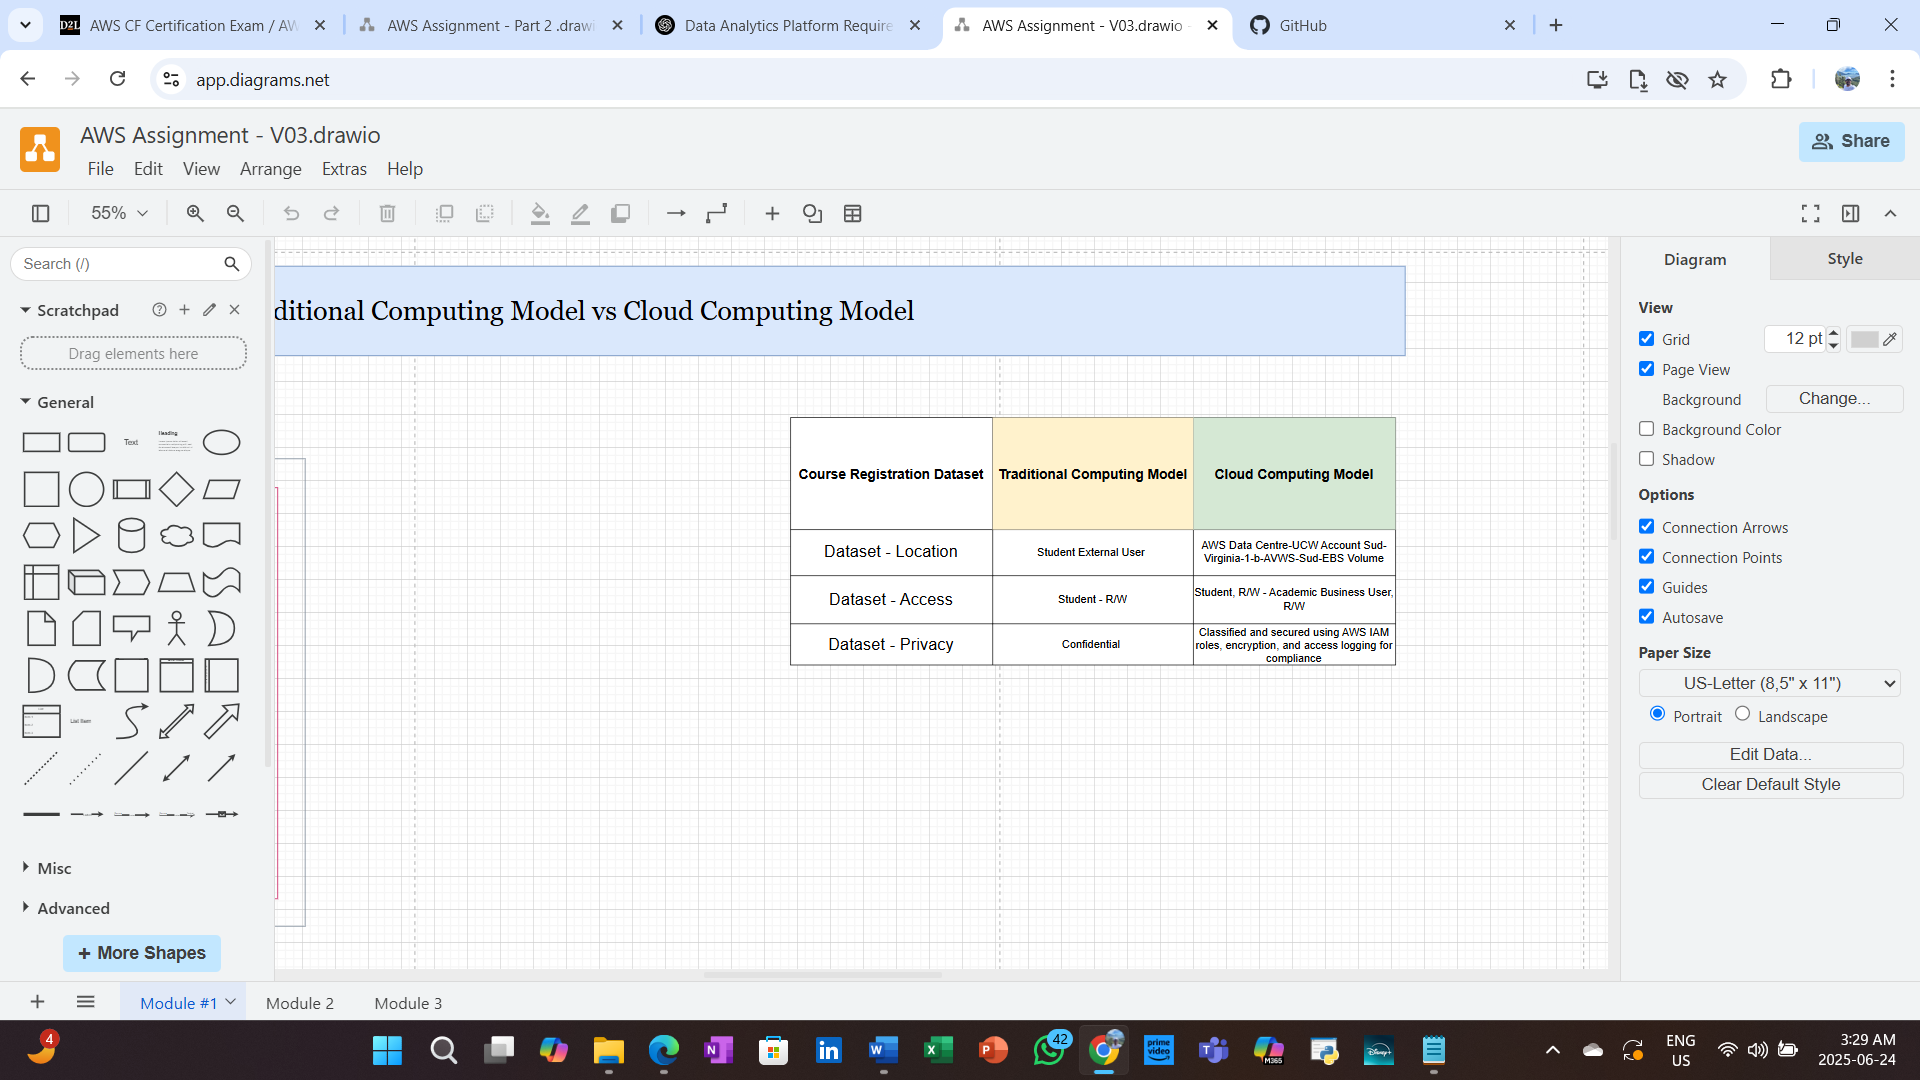 AWS CF Certification Exam / AW
AWS Assignment - Part 2 .drawi
Data Analytics Platform Require
AWS Assignment - V03.drawio -
GitHub
app.diagrams.net
AWS Assignment - V03.drawio
File Edit View Arrange Extras Help
Share
55%
Search (/)
Scratchpad
Drag elements here
General
Text
Heading
List Item
Misc
Advanced
+ More Shapes
ditional Computing Model vs Cloud Computing Model
Course Registration Dataset
Traditional Computing Model
Cloud Computing Model
Dataset - Location
Student External User
AWS Data Centre-UCW Account Sud-
Virginia-1-b-AVWS-Sud-EBS Volume
Dataset - Access
Student - R/W
Student, R/W - Academic Business User,
R/W
Dataset - Privacy
Confidential
Classified and secured using AWS IAM
roles, encryption, and access logging for
compliance
Diagram
Style
View
Grid
12 pt
Page View
Background
Change...
Background Color
Shadow
Options
Connection Arrows
Connection Points
Guides
Autosave
Paper Size
US-Letter (8,5" x 11")
Portrait
Landscape
Edit Data...
Clear Default Style
Module #1
Module 2
Module 3
4
42
prime
video
M365
Disney+
ENG
US
3:29 AM
2025-06-24